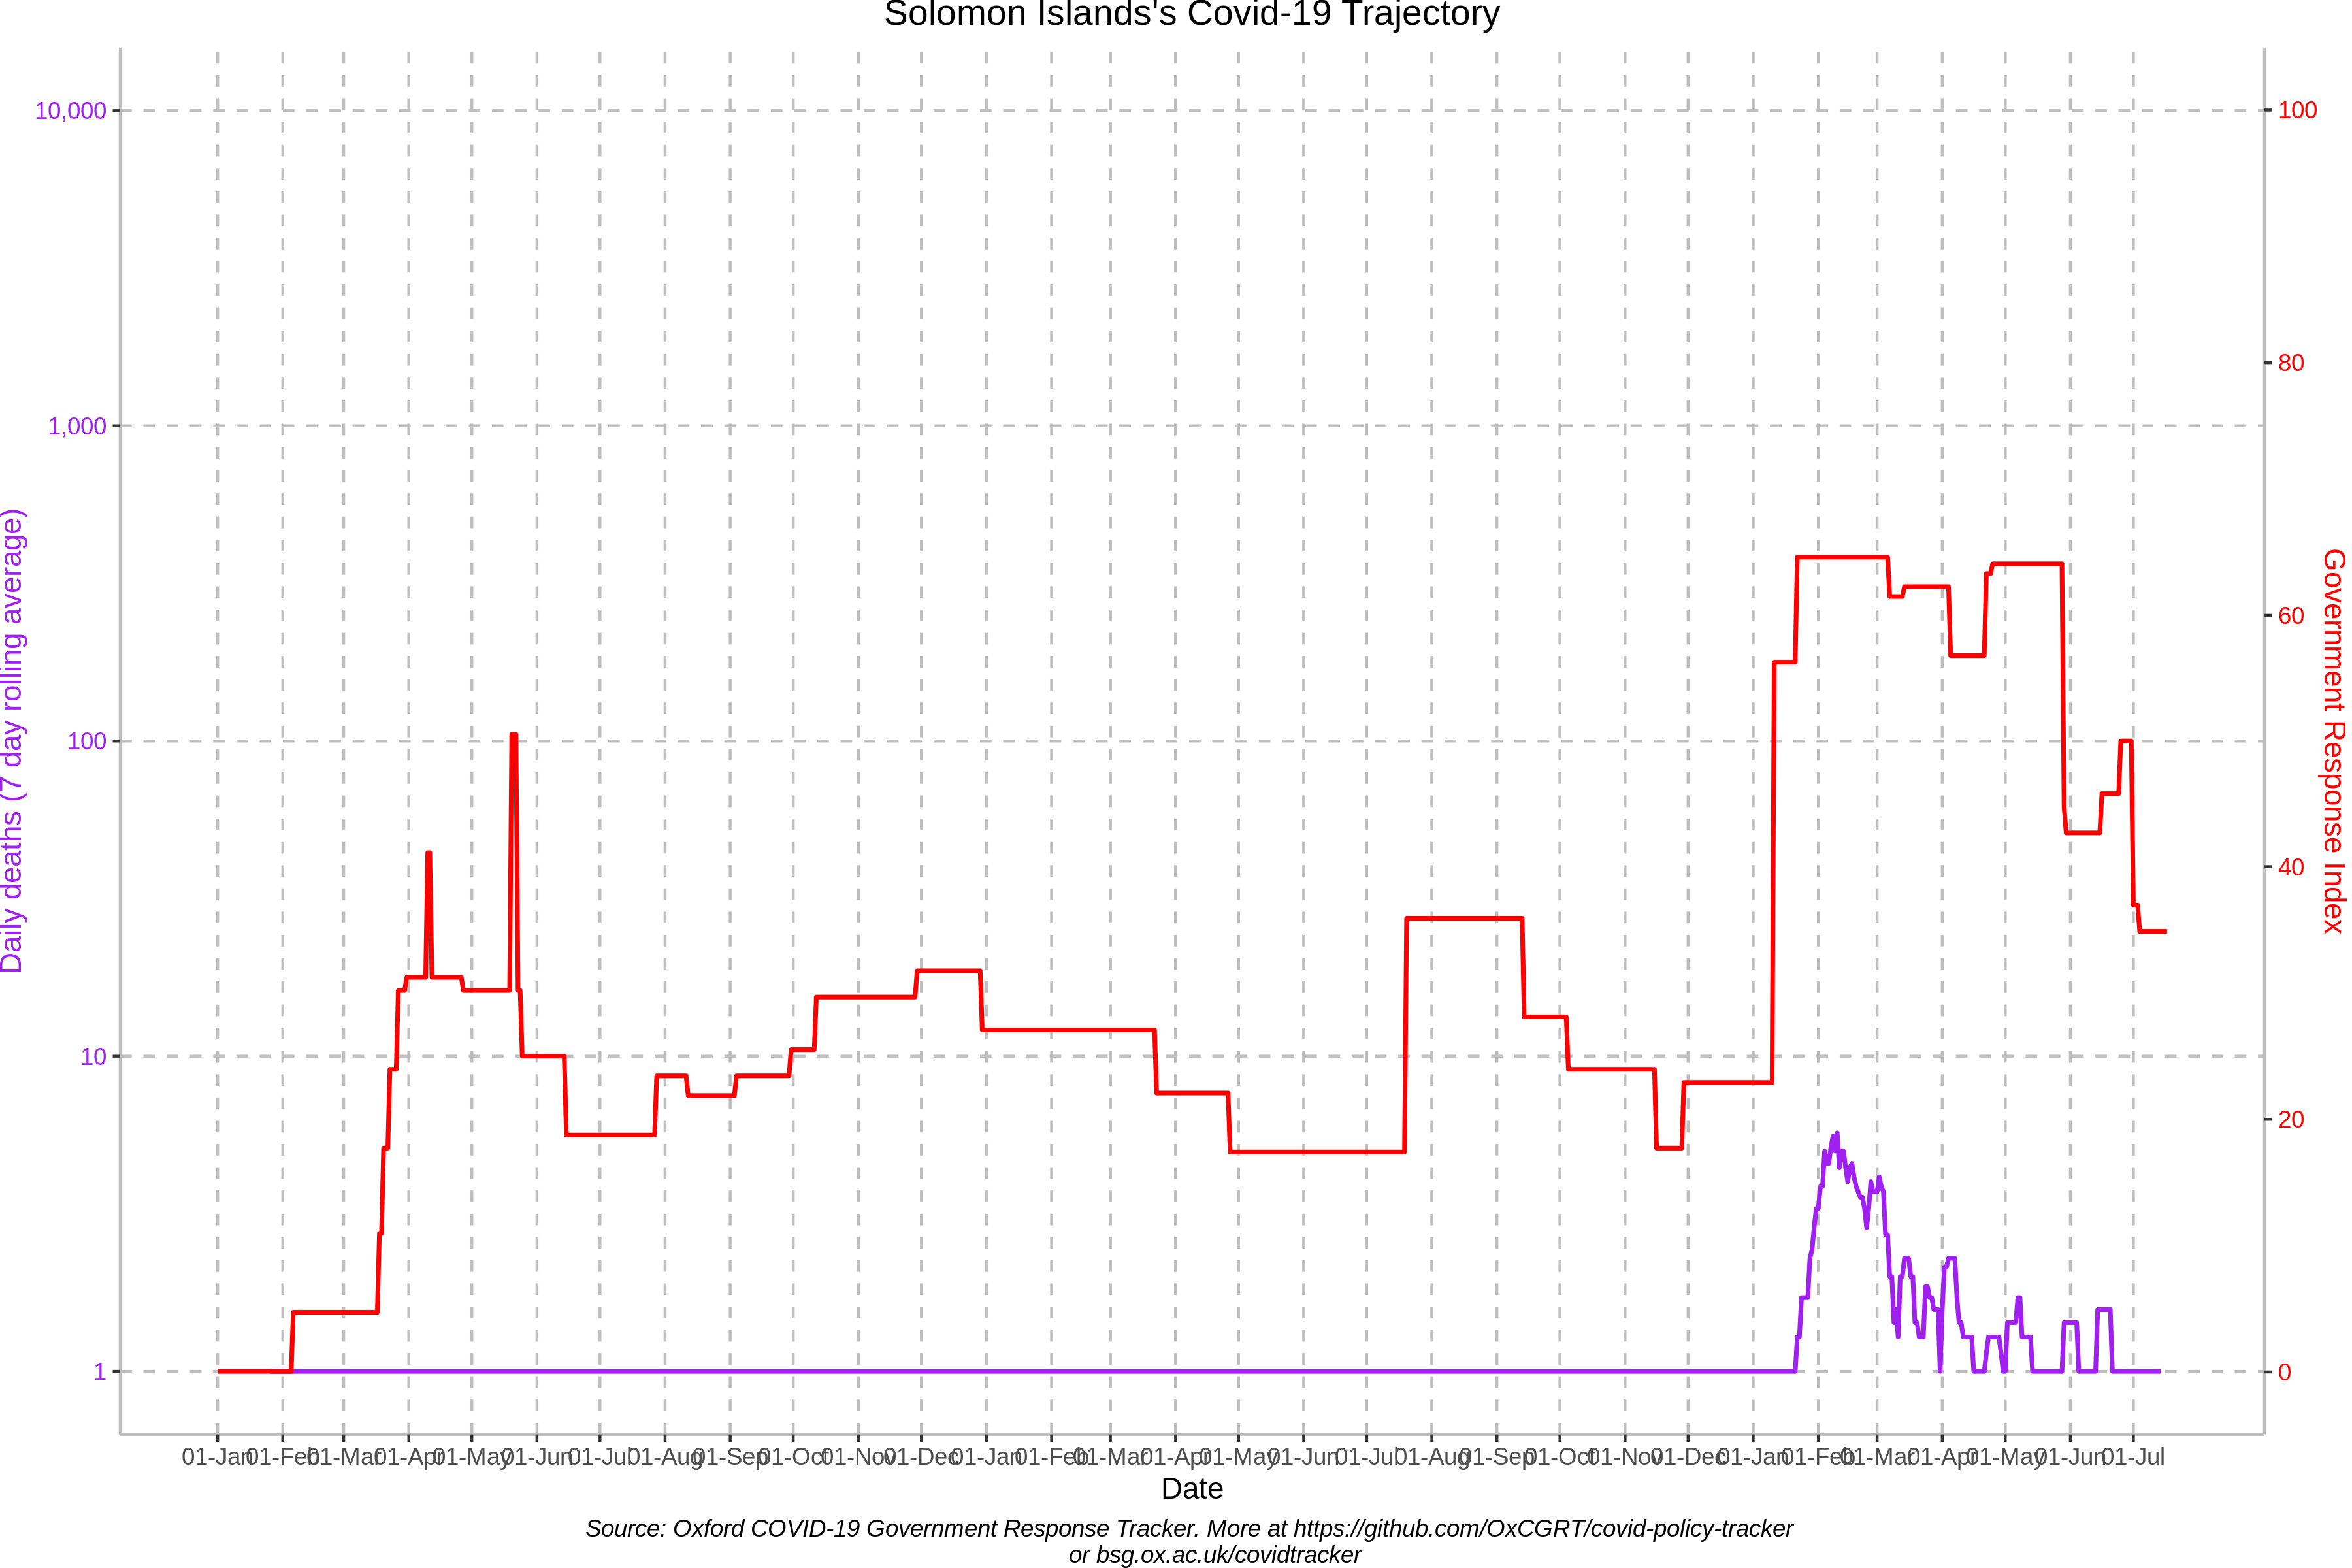 Solomon Islands's Covid-19 Trajectory
10,000
1,000
100
10
1
Daily deaths (7 day rolling average)
100
80
60
40
20
0
Government Response Index
01-Jan 01-Feb 01-Mar 01-Apr 01-May 01-Jun 01-Jul 01-Aug 01-Sep 01-Oct 01-Nov 01-Dec 01-Jan 01-Feb 01-Mar 01-Apr 01-May 01-Jun 01-Jul 01-Aug 01-Sep 01-Oct 01-Nov 01-Dec 01-Jan 01-Feb 01-Mar 01-Apr 01-May 01-Jun 01-Jul
Date
Source: Oxford COVID-19 Government Response Tracker. More at https://github.com/OxCGRT/covid-policy-tracker
or bsg.ox.ac.uk/covidtracker